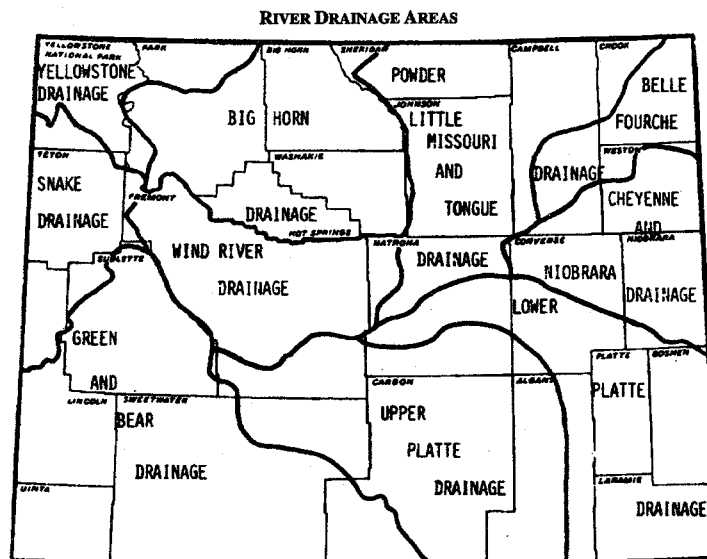 RIVER DRAINAGE AREAS
YELLOWSTONE
NATIONAL PARK
PARK
BIG HORN
SHERIDAN
CAMPBELL
CROOK
YELLOWSTONE
DRAINAGE
POWDER
BELLE
FOURCHE
JOHNSON
BIG HORN
LITTLE
MISSOURI
AND
TONGUE
TETON
WASHAKIE
WESTON
SNAKE
DRAINAGE
DRAINAGE
DRAINAGE
CHEYENNE
AND
FREMONT
HOT SPRINGS
NATRONA
CONVERSE
NIOBRARA
SUBLETTE
WIND RIVER
DRAINAGE
DRAINAGE
NIOBRARA
DRAINAGE
LOWER
GREEN
AND
PLATTE
GOSHEN
LINCOLN
SWEETWATER
CARBON
ALBANY
PLATTE
BEAR
DRAINAGE
UPPER
PLATTE
DRAINAGE
UINTA
LARAMIE
DRAINAGE